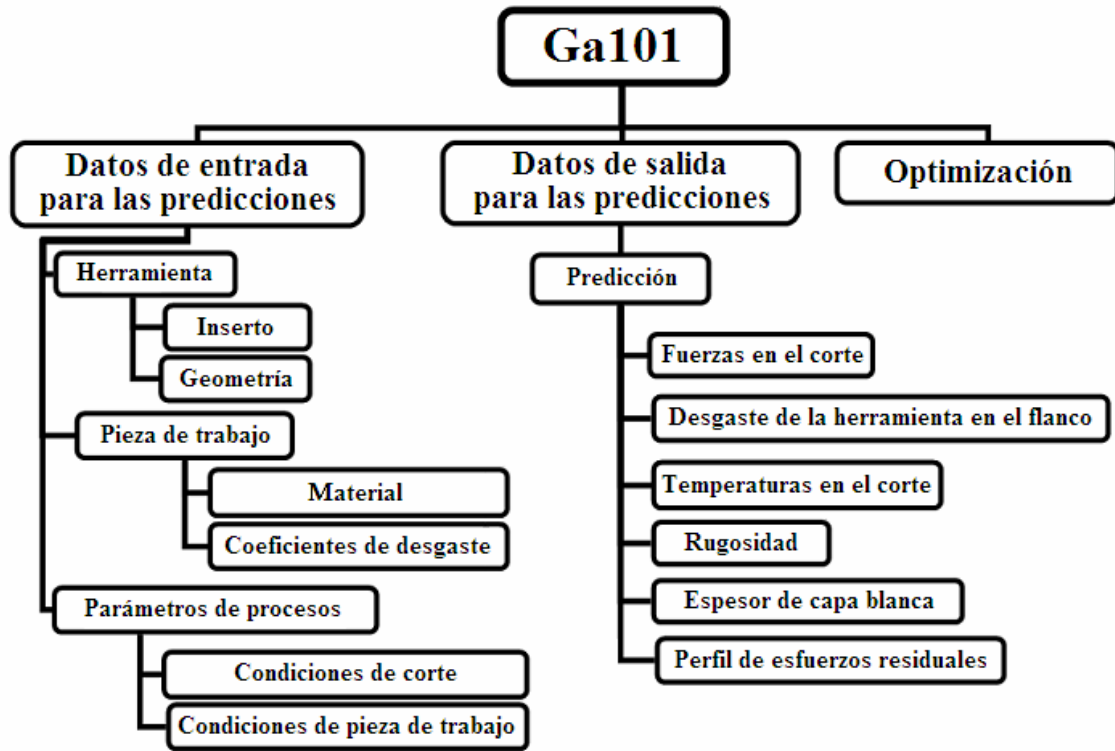 Ga101
Datos de entrada
para las predicciones
Herramienta
Inserto
Geometría
Pieza de trabajo
Material
Coeficientes de desgaste
Parámetros de procesos
Condiciones de corte
Condiciones de pieza de trabajo
Datos de salida
para las predicciones
Predicción
Fuerzas en el corte
Desgaste de la herramienta en el flanco
Temperaturas en el corte
Rugosidad
Espesor de capa blanca
Perfil de esfuerzos residuales
Optimización